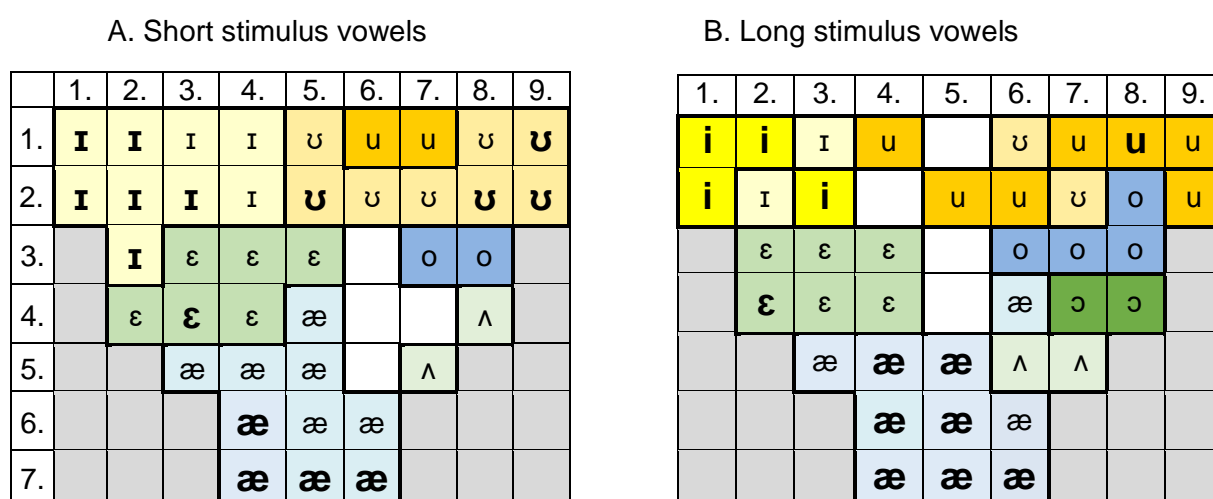 A. Short stimulus vowels B. Long stimulus vowels
1. 2. 3. 4. 5. 6. 7. 8. 9. 1. 2. 3. 4. 5. 6. 7. 8. 9.
1. ɪ ɪ ɪ ɪ ʊ u u ʊ ʊ i i ɪ u ʊ u u u
2. ɪ ɪ ɪ ɪ ʊ ʊ ʊ ʊ ʊ i ɪ i u u ʊ o u
3. ɪ ɛ ɛ ɛ o o ɛ ɛ ɛ o o o
4. ɛ ɛ ɛ æ ʌ ɛ ɛ ɛ æ ɔ ɔ
5. æ æ æ ʌ æ æ æ ʌ ʌ
6. æ æ æ æ æ æ
7. æ æ æ æ æ æ